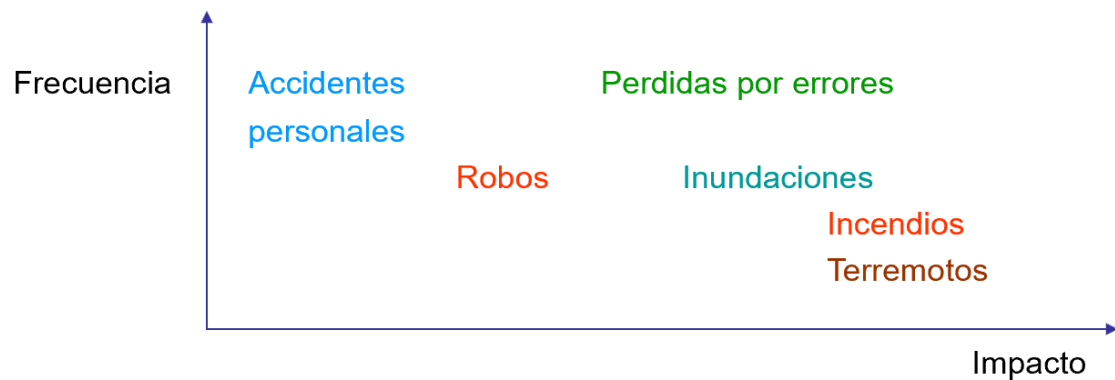 Frecuencia
Accidentes
personales
Perdidas por errores
Robos
Inundaciones
Incendios
Terremotos
Impacto